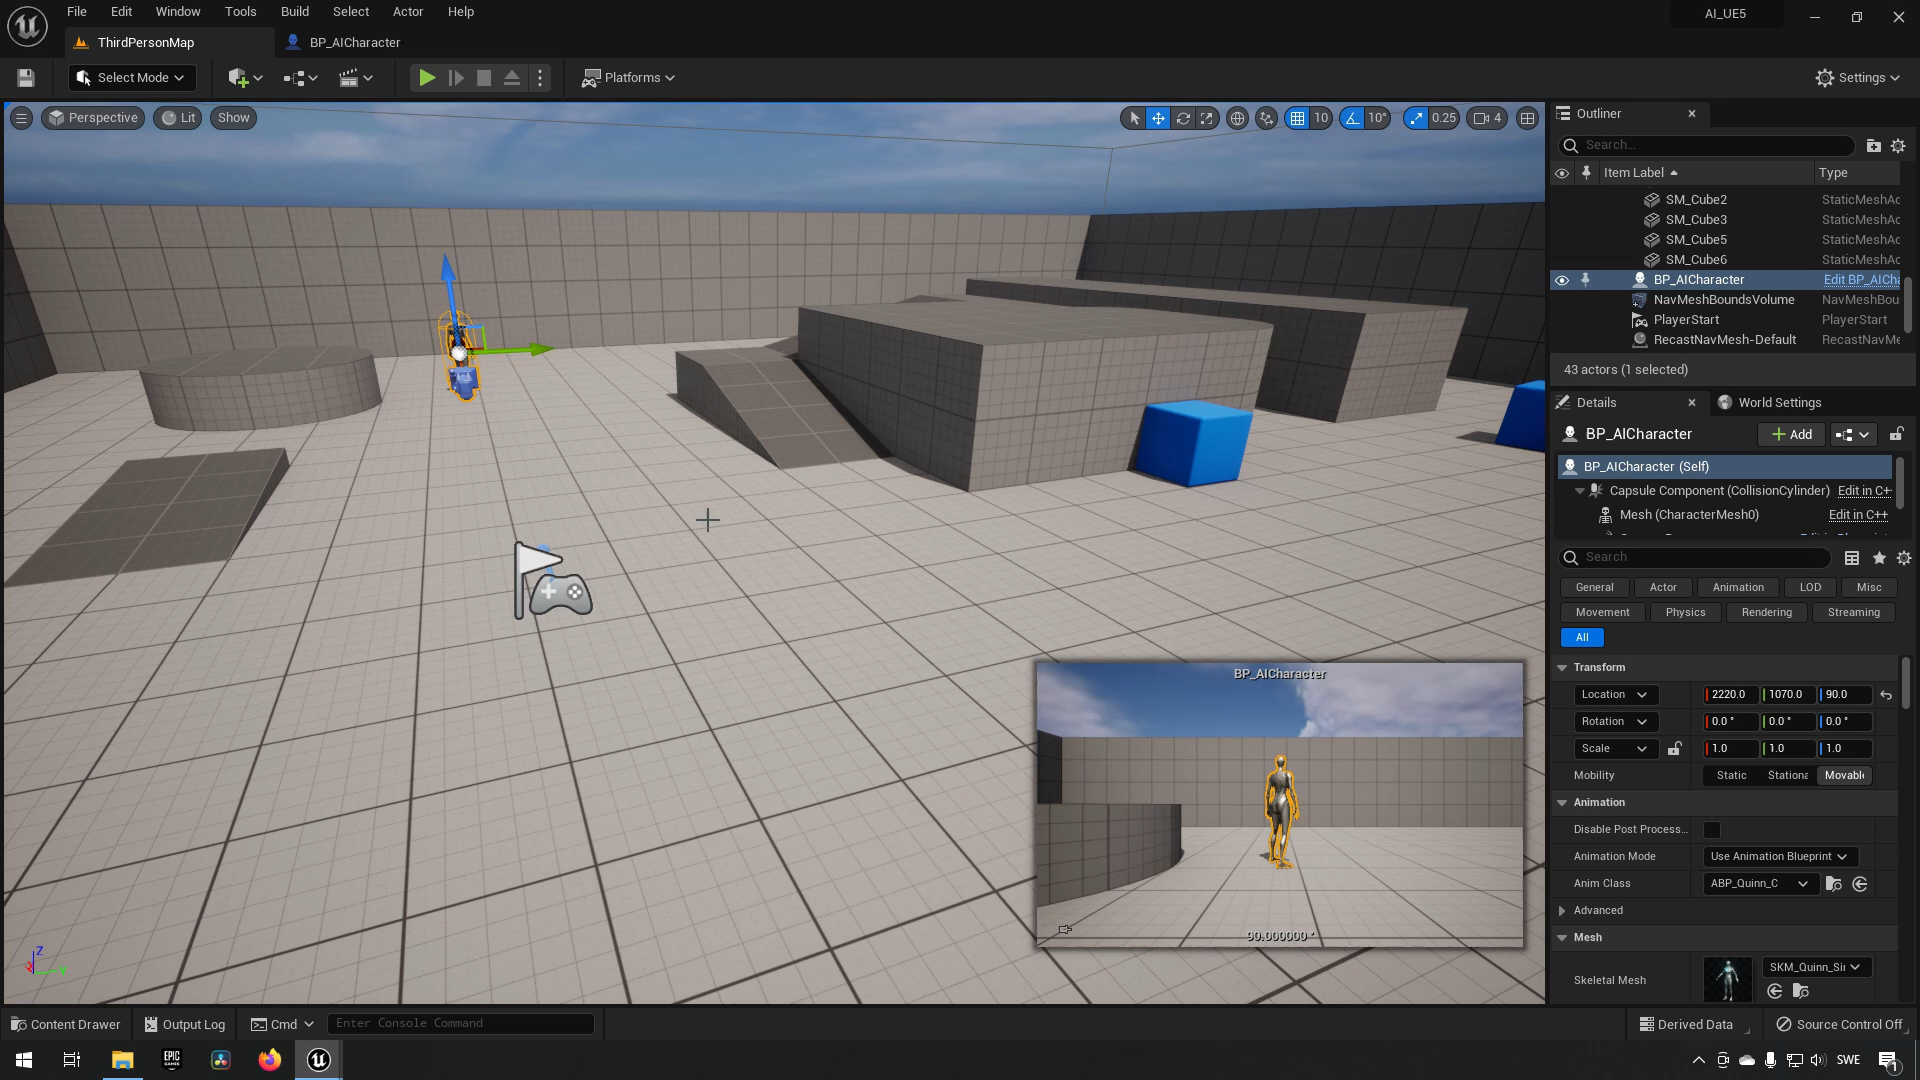 File Edit Window Tools Build Select Actor Help
AI_UE5
ThirdPersonMap
BP_AICharacter
Select Mode
Platforms
Settings
Perspective
Lit
Show
10
10°
0.25
4
Outliner
Search...
Item Label
Type
SM_Cube2 StaticMeshAc
SM_Cube3 StaticMeshAc
SM_Cube5 StaticMeshAc
SM_Cube6 StaticMeshAc
BP_AICharacter Edit BP_AICha
NavMeshBoundsVolume NavMeshBou
PlayerStart PlayerStart
RecastNavMesh-Default RecastNavMe
43 actors (1 selected)
Details
World Settings
BP_AICharacter
Add
BP_AICharacter (Self)
Capsule Component (CollisionCylinder) Edit in C+
Mesh (CharacterMesh0) Edit in C++
Search
General Actor Animation LOD Misc
Movement Physics Rendering Streaming
All
Transform
Location 2220.0 1070.0 90.0
Rotation 0.0 ° 0.0 ° 0.0 °
Scale 1.0 1.0 1.0
Mobility Static Stationa Movabl
Animation
Disable Post Process...
Animation Mode Use Animation Blueprint
Anim Class ABP_Quinn_C
Advanced
Mesh
Skeletal Mesh SKM_Quinn_Si
BP_AICharacter
90.000000 °
Z
X
Y
Content Drawer
Output Log
Cmd
Enter Console Command
Derived Data
Source Control Off
EPIC
GAMES
SWE
1